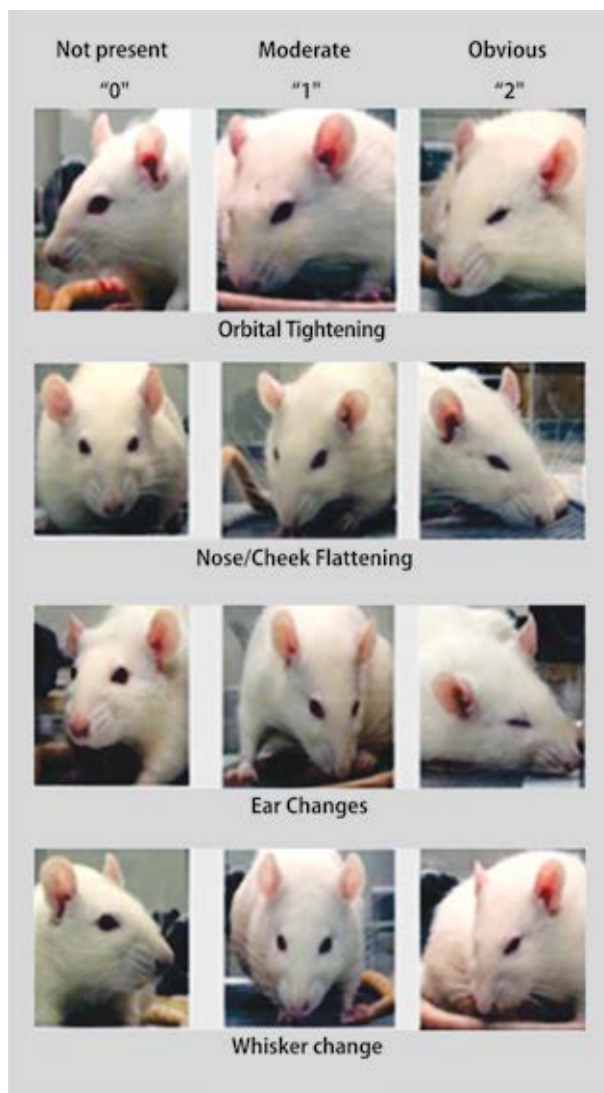 Not present Moderate Obvious
"0" "1" "2"
Orbital Tightening
Nose/Cheek Flattening
Ear Changes
Whisker change